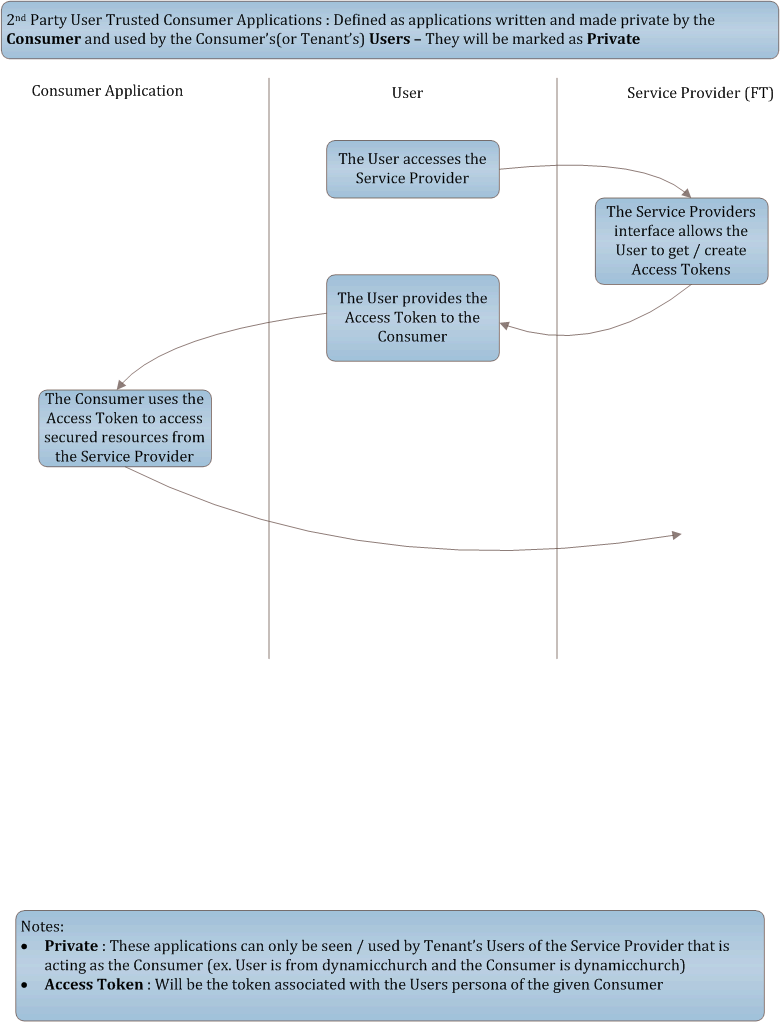 2nd Party User Trusted Consumer Applications : Defined as applications written and made private by the
Consumer and used by the Consumer’s(or Tenant’s) Users – They will be marked as Private
Consumer Application
User
Service Provider (FT)
The User accesses the
Service Provider
The Service Providers
interface allows the
User to get / create
Access Tokens
The User provides the
Access Token to the
Consumer
The Consumer uses the
Access Token to access
secured resources from
the Service Provider
Notes:
• Private : These applications can only be seen / used by Tenant’s Users of the Service Provider that is
acting as the Consumer (ex. User is from dynamicchurch and the Consumer is dynamicchurch)
• Access Token : Will be the token associated with the Users persona of the given Consumer